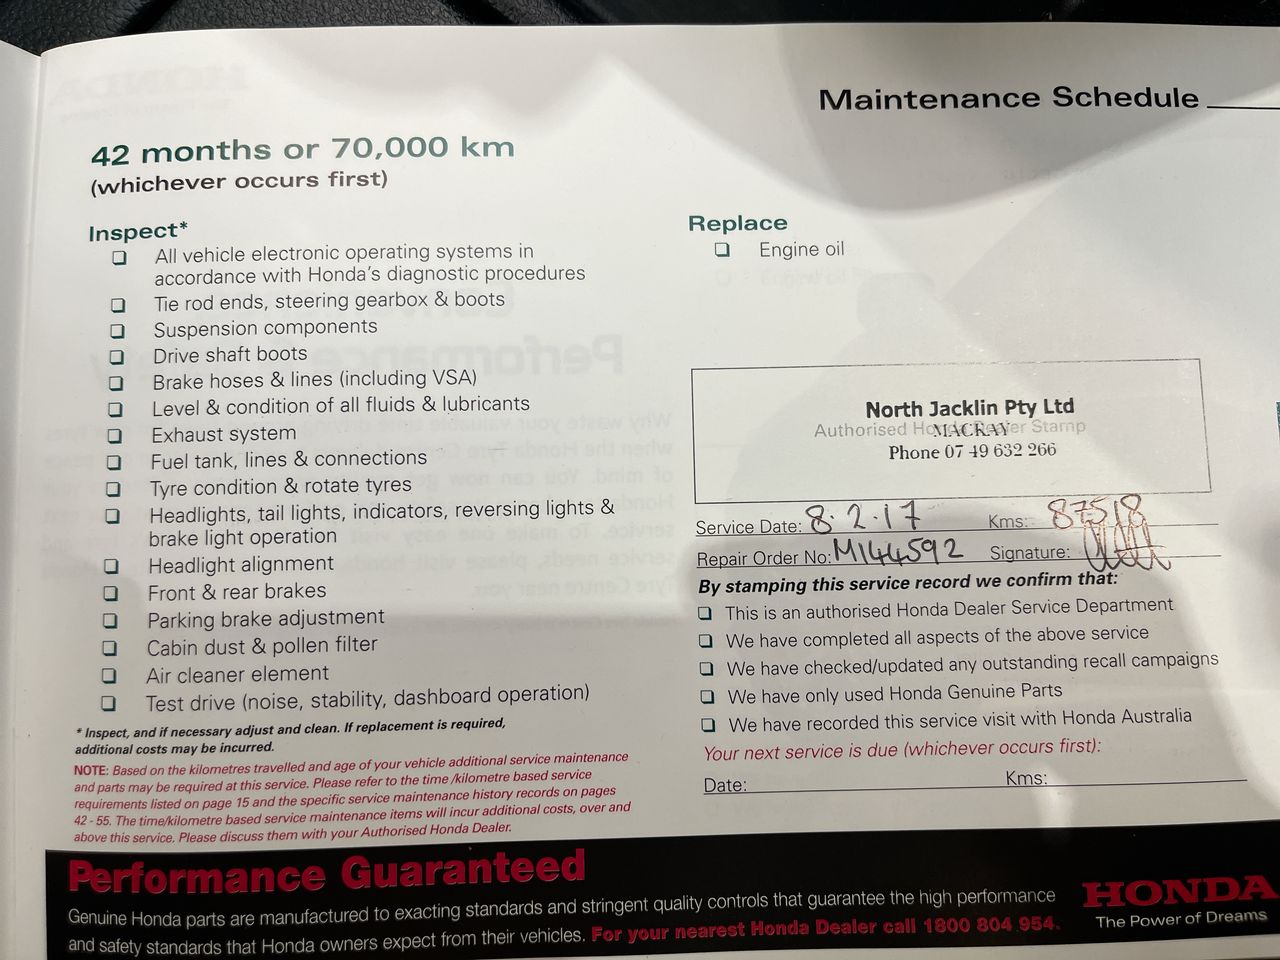 Maintenance Schedule
42 months or 70,000 km
(whichever occurs first)
Inspect*
❏ All vehicle electronic operating systems in
accordance with Honda's diagnostic procedures
❏ Tie rod ends, steering gearbox & boots
❏ Suspension components
❏ Drive shaft boots
❏ Brake hoses & lines (including VSA)
❏ Level & condition of all fluids & lubricants
❏ Exhaust system
❏ Fuel tank, lines & connections
❏ Tyre condition & rotate tyres
❏ Headlights, tail lights, indicators, reversing lights &
brake light operation
❏ Headlight alignment
❏ Front & rear brakes
❏ Parking brake adjustment
❏ Cabin dust & pollen filter
❏ Air cleaner element
❏ Test drive (noise, stability, dashboard operation)
* Inspect, and if necessary adjust and clean. If replacement is required,
additional costs may be incurred.
NOTE: Based on the kilometres travelled and age of your vehicle additional service maintenance
and parts may be required at this service. Please refer to the time /kilometre based service
requirements listed on page 15 and the specific service maintenance history records on pages
42 - 55. The time/kilometre based service maintenance items will incur additional costs, over and
above this service. Please discuss them with your Authorised Honda Dealer.
Replace
❏ Engine oil
North Jacklin Pty Ltd
Authorised Honda Dealer Stamp
MACKAY
Phone 07 49 632 266
Service Date: 8.2.17 Kms: 87518
Repair Order No: M144592 Signature:
By stamping this service record we confirm that:
❏ This is an authorised Honda Dealer Service Department
❏ We have completed all aspects of the above service
❏ We have checked/updated any outstanding recall campaigns
❏ We have only used Honda Genuine Parts
❏ We have recorded this service visit with Honda Australia
Your next service is due (whichever occurs first):
Date: Kms:
Performance Guaranteed
Genuine Honda parts are manufactured to exacting standards and stringent quality controls that guarantee the high performance
and safety standards that Honda owners expect from their vehicles. For your nearest Honda Dealer call 1800 804 954.
HONDA
The Power of Dreams